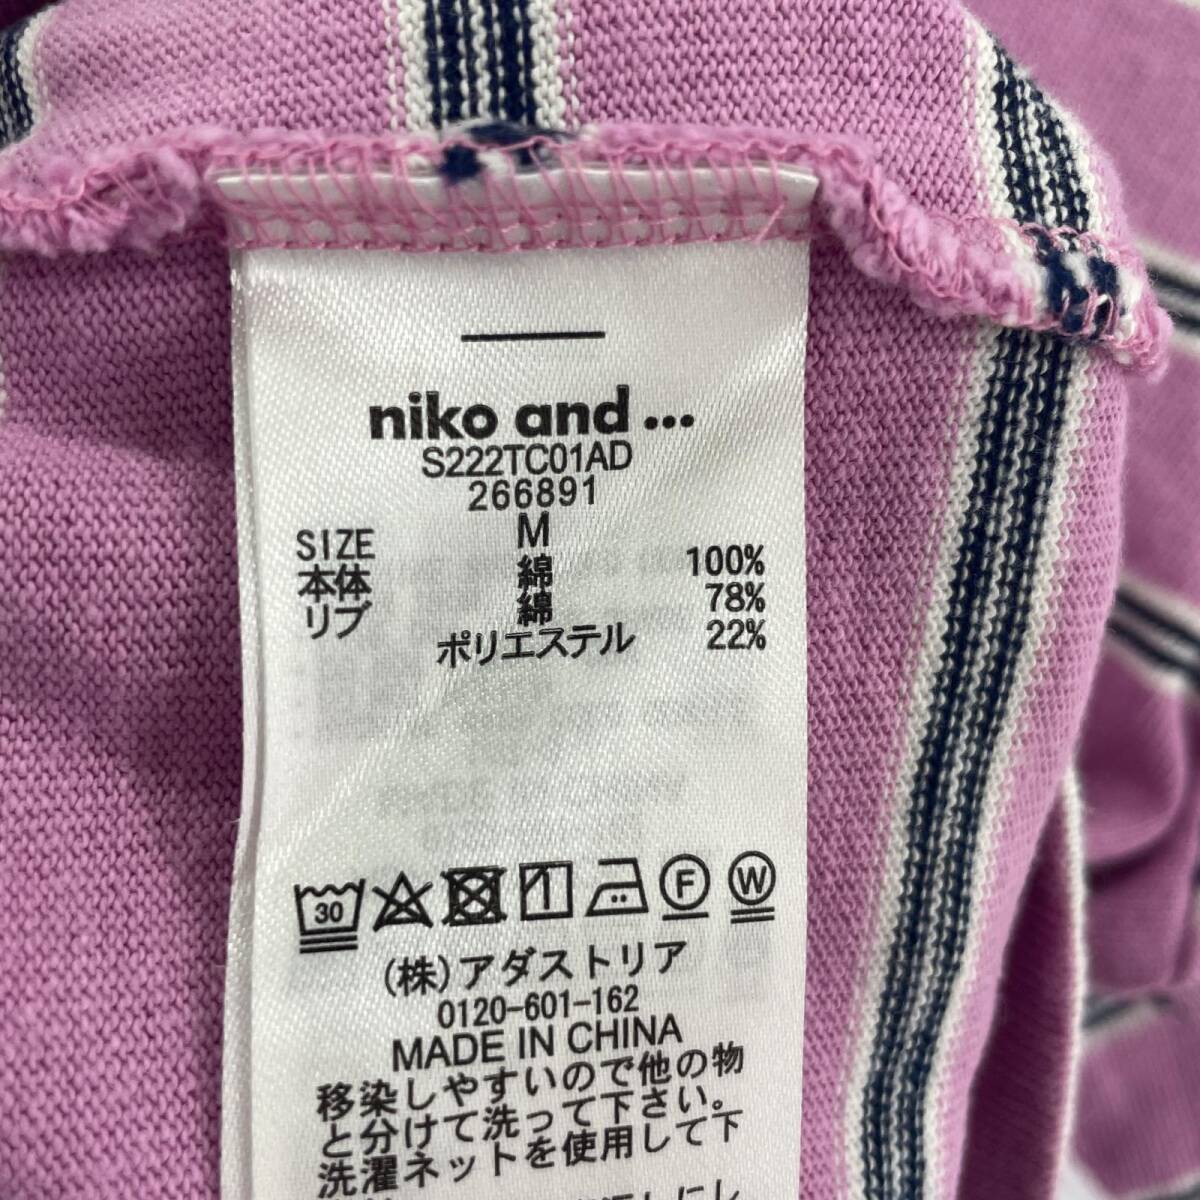 niko and ...
S222TC01AD
266891
SIZE M
本体 綿 100%
リブ 綿 78%
ポリエステル 22%
30 F W
(株)アダストリア
0120-601-162
MADE IN CHINA
移染しやすいので他の物
と分けて洗って下さい。
洗濯ネットを使用して下